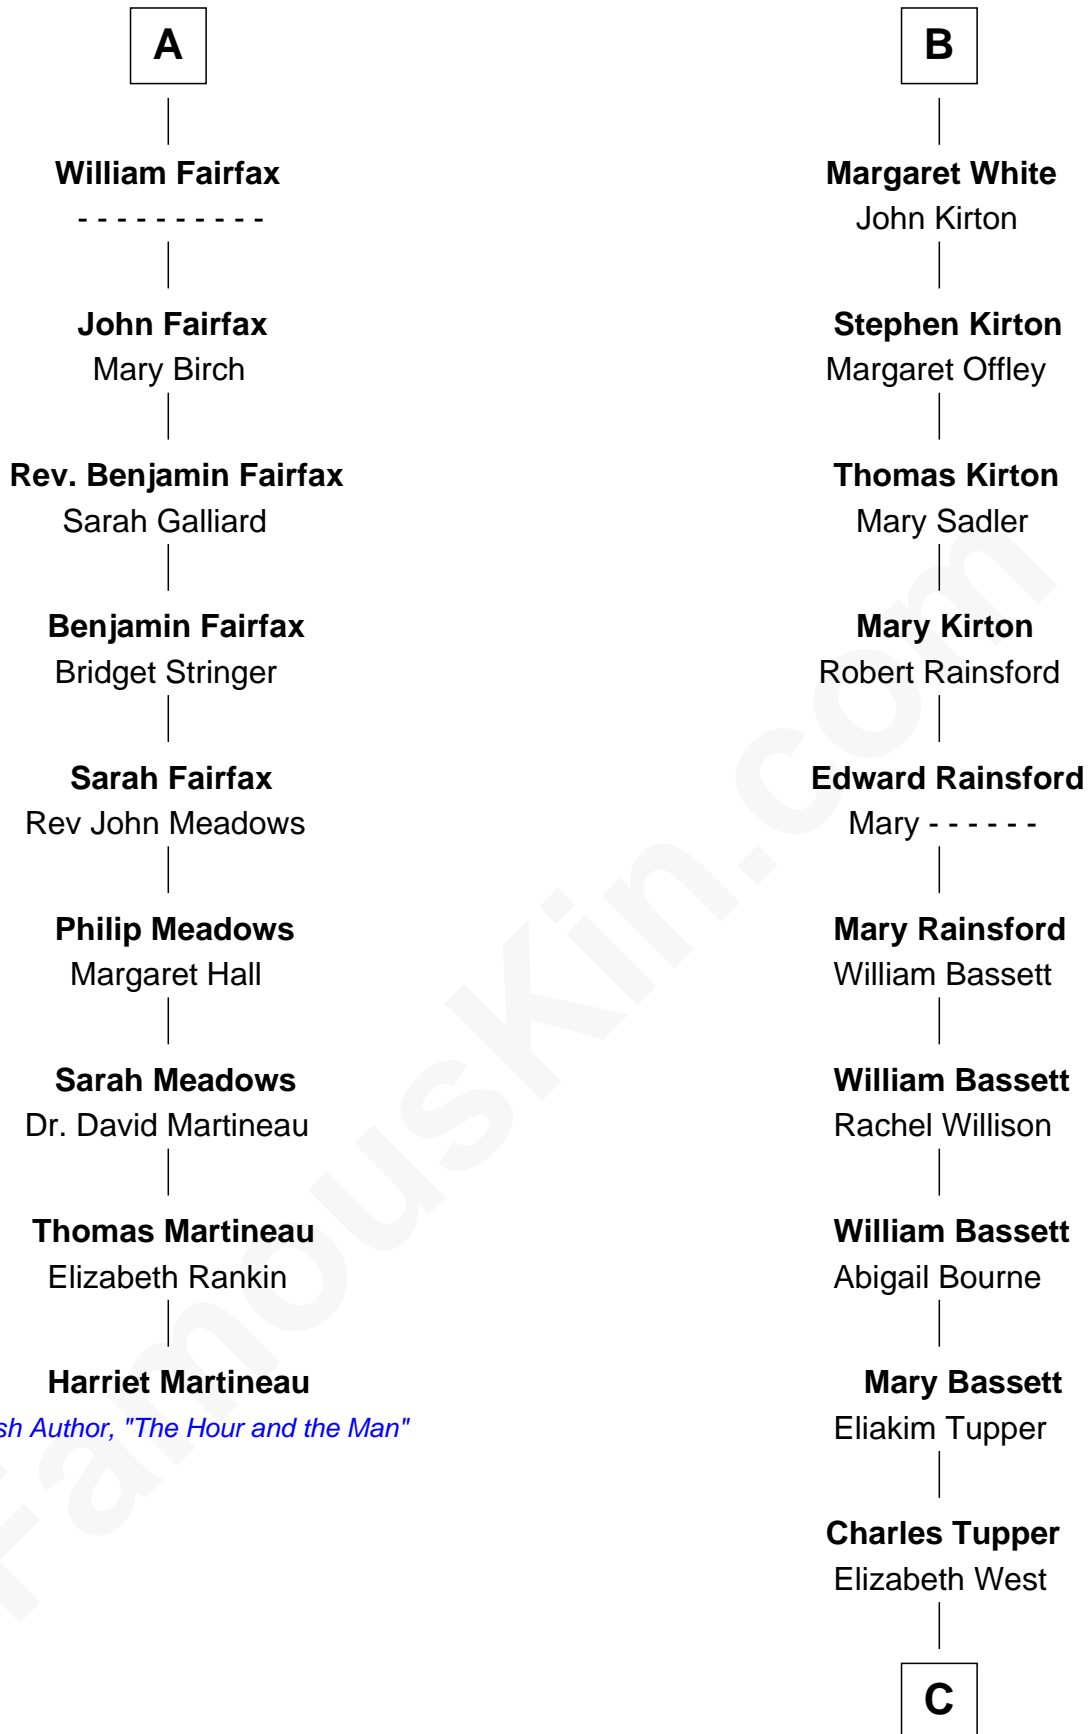 A
William Fairfax
- - - - - - - - - -
John Fairfax
Mary Birch
Rev. Benjamin Fairfax
Sarah Galliard
Benjamin Fairfax
Bridget Stringer
Sarah Fairfax
Rev John Meadows
Philip Meadows
Margaret Hall
Sarah Meadows
Dr. David Martineau
Thomas Martineau
Elizabeth Rankin
Harriet Martineau
sh Author, "The Hour and the Man"
B
Margaret White
John Kirton
Stephen Kirton
Margaret Offley
Thomas Kirton
Mary Sadler
Mary Kirton
Robert Rainsford
Edward Rainsford
Mary - - - - - -
Mary Rainsford
William Bassett
William Bassett
Rachel Willison
William Bassett
Abigail Bourne
Mary Bassett
Eliakim Tupper
Charles Tupper
Elizabeth West
C
FamousKin.com